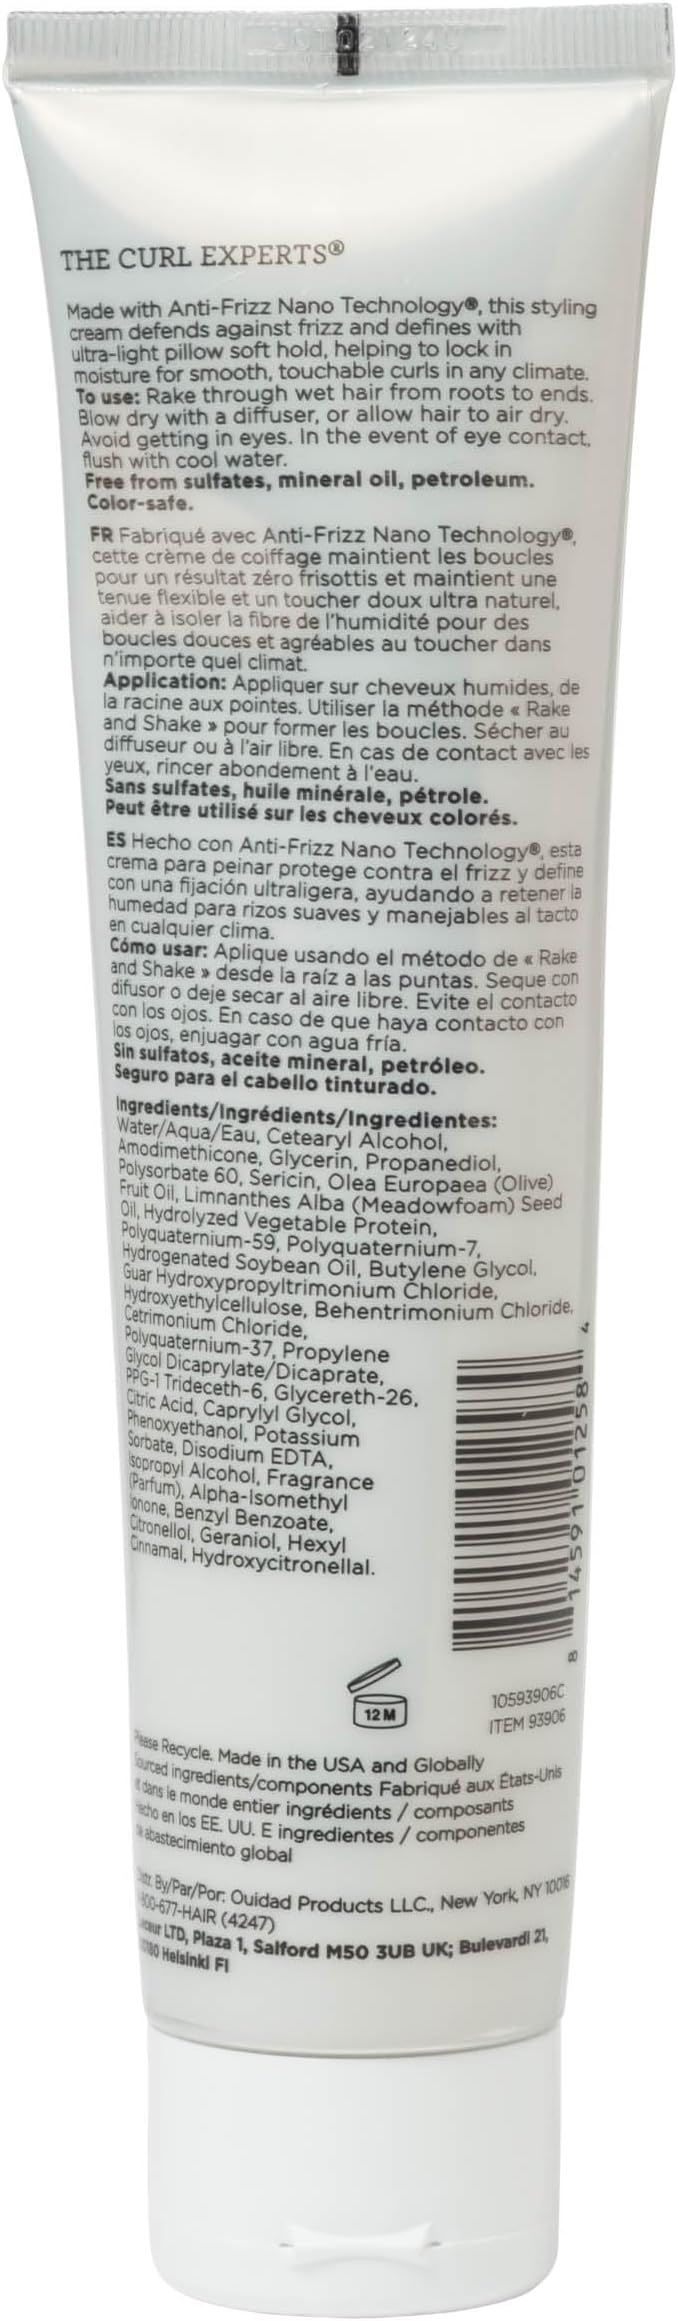 THE CURL EXPERTS®
Made with Anti-Frizz Nano Technology®, this styling
cream defends against frizz and defines with
ultra-light pillow soft hold, helping to lock in
moisture for smooth, touchable curls in any climate.
To use: Rake through wet hair from roots to ends.
Blow dry with a diffuser, or allow hair to air dry.
Avoid getting in eyes. In the event of eye contact,
flush with cool water.
Free from sulfates, mineral oil, petroleum.
Color-safe.
FR Fabriqué avec Anti-Frizz Nano Technology®,
cette crème de coiffage maintient les boucles
pour un résultat zéro frisottis et maintient une
tenue flexible et un toucher doux ultra naturel,
aider à isoler la fibre de l'humidité pour des
boucles douces et agréables au toucher dans
n'importe quel climat.
Application: Appliquer sur cheveux humides, de
la racine aux pointes. Utiliser la méthode « Rake
and Shake » pour former les boucles. Sécher au
diffuseur ou à l'air libre. En cas de contact avec les
yeux, rincer abondement à l'eau.
Sans sulfates, huile minérale, pétrole.
Peut être utilisé sur les cheveux colorés.
ES Hecho con Anti-Frizz Nano Technology®, esta
crema para peinar protege contra el frizz y define
con una fijación ultraligera, ayudando a retener la
humedad para rizos suaves y manejables al tacto
en cualquier clima.
Cómo usar: Aplique usando el método de « Rake
and Shake » desde la raíz a las puntas. Seque con
difusor o deje secar al aire libre. Evite el contacto
con los ojos. En caso de que haya contacto con
los ojos, enjuagar con agua fría.
Sin sulfatos, aceite mineral, petróleo.
Seguro para el cabello tinturado.
Ingredients/Ingrédients/Ingredientes:
Water/Aqua/Eau, Cetearyl Alcohol,
Amodimethicone, Glycerin, Propanediol,
Polysorbate 60, Sericin, Olea Europaea (Olive)
Fruit Oil, Limnanthes Alba (Meadowfoam) Seed
Oil, Hydrolyzed Vegetable Protein,
Polyquaternium-59, Polyquaternium-7,
Hydrogenated Soybean Oil, Butylene Glycol,
Guar Hydroxypropyltrimonium Chloride,
Hydroxyethylcellulose, Behentrimonium Chloride,
Cetrimonium Chloride,
Polyquaternium-37, Propylene
Glycol Dicaprylate/Dicaprate,
PPG-1 Trideceth-6, Glycereth-26,
Citric Acid, Caprylyl Glycol,
Phenoxyethanol, Potassium
Sorbate, Disodium EDTA,
Isopropyl Alcohol, Fragrance
(Parfum), Alpha-Isomethyl
Ionone, Benzyl Benzoate,
Citronellol, Geraniol, Hexyl
Cinnamal, Hydroxycitronellal.
8 14591 01258 4
12 M
10593906C
ITEM 93906
Please Recycle. Made in the USA and Globally
Sourced ingredients/components Fabriqué aux États-Unis
et dans le monde entier ingrédients / composants
Hecho en los EE. UU. E ingredientes / componentes
de abastecimiento global
By/Par/Por: Ouidad Products LLC., New York, NY 10016
800-677-HAIR (4247)
LTD, Plaza 1, Salford M50 3UB UK; Bulevardi 21,
Helsinki FI